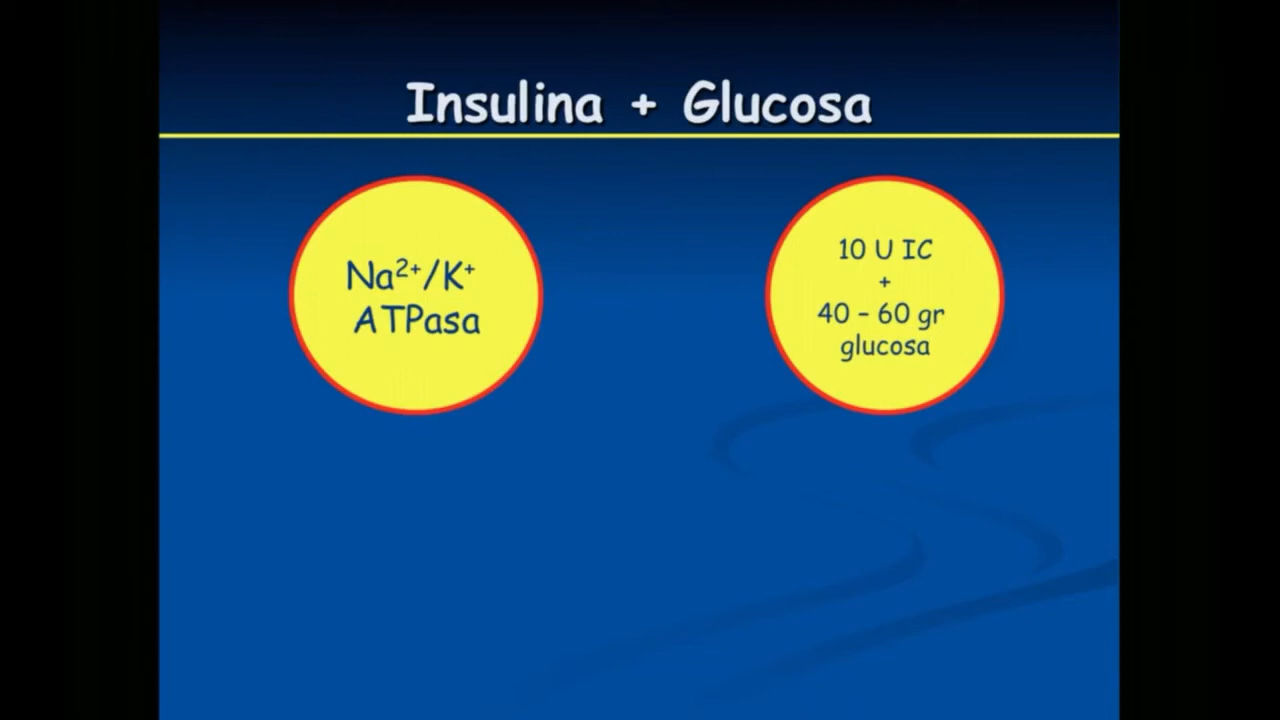 Insulina + Glucosa
Na²⁺/K⁺
ATPasa
10 U IC
+
40 - 60 gr
glucosa